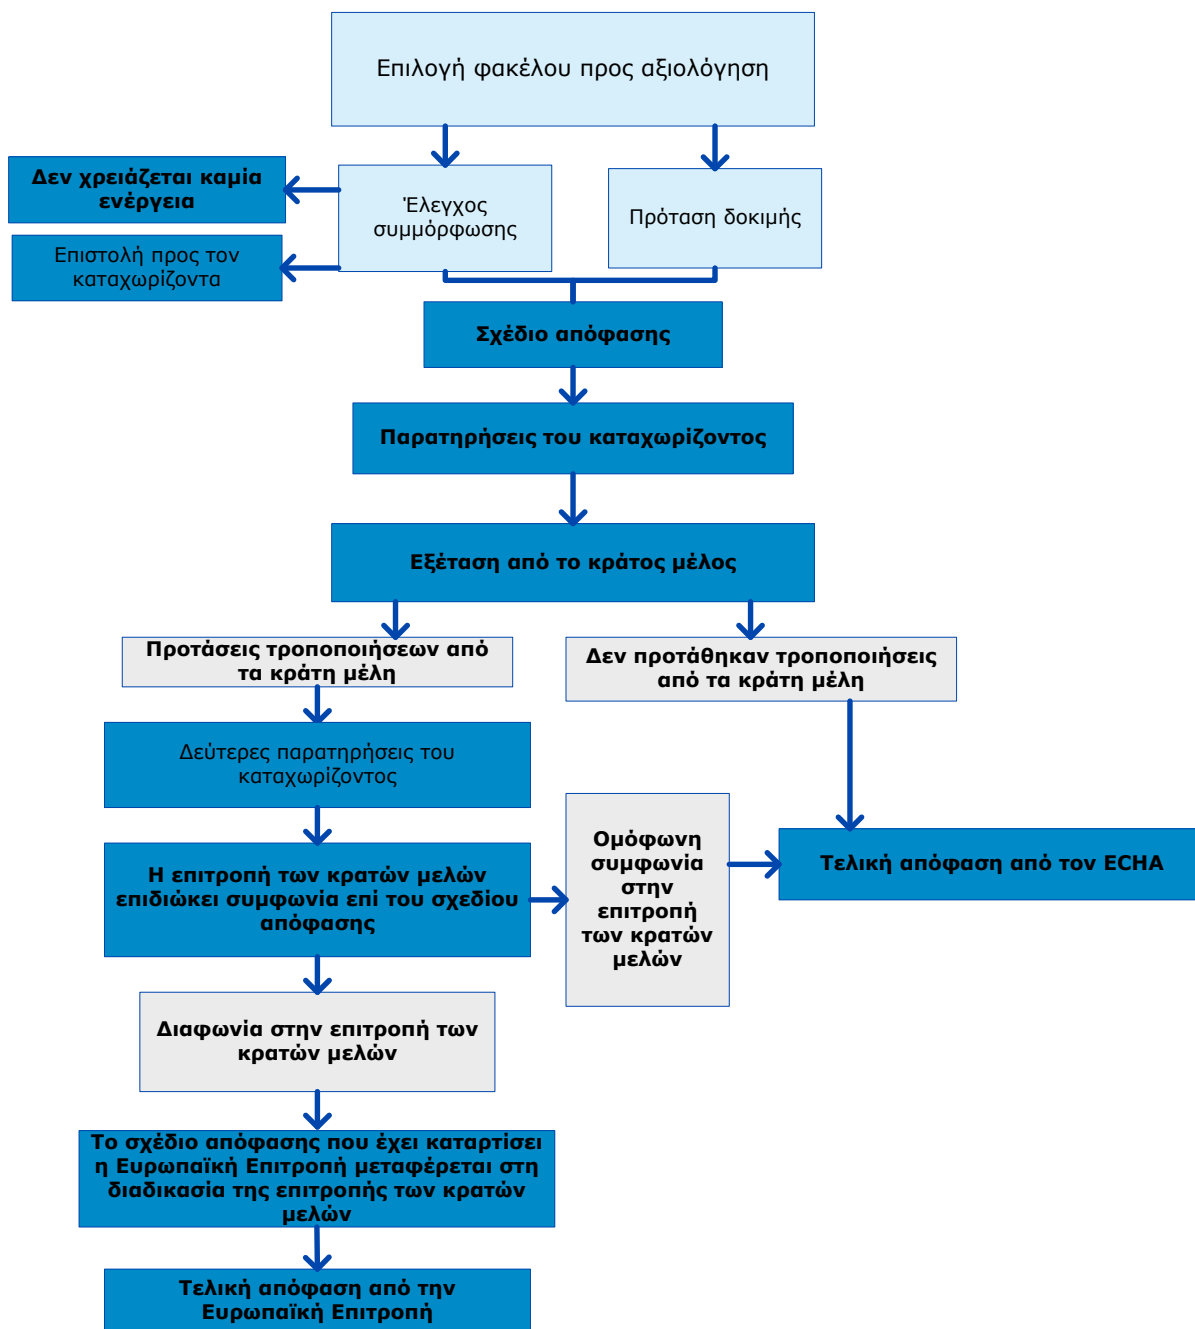 Επιλογή φακέλου προς αξιολόγηση
Δεν χρειάζεται καμία
ενέργεια
Έλεγχος
συμμόρφωσης
Πρόταση δοκιμής
Επιστολή προς τον
καταχωρίζοντα
Σχέδιο απόφασης
Παρατηρήσεις του καταχωρίζοντος
Εξέταση από το κράτος μέλος
Προτάσεις τροποποιήσεων από
τα κράτη μέλη
Δεν προτάθηκαν τροποποιήσεις
από τα κράτη μέλη
Δεύτερες παρατηρήσεις του
καταχωρίζοντος
Η επιτροπή των κρατών μελών
επιδιώκει συμφωνία επί του σχεδίου
απόφασης
Ομόφωνη
συμφωνία
στην
επιτροπή
των κρατών
μελών
Τελική απόφαση από τον ECHA
Διαφωνία στην επιτροπή των
κρατών μελών
Το σχέδιο απόφασης που έχει καταρτίσει
η Ευρωπαϊκή Επιτροπή μεταφέρεται στη
διαδικασία της επιτροπής των κρατών
μελών
Τελική απόφαση από την
Ευρωπαϊκή Επιτροπή